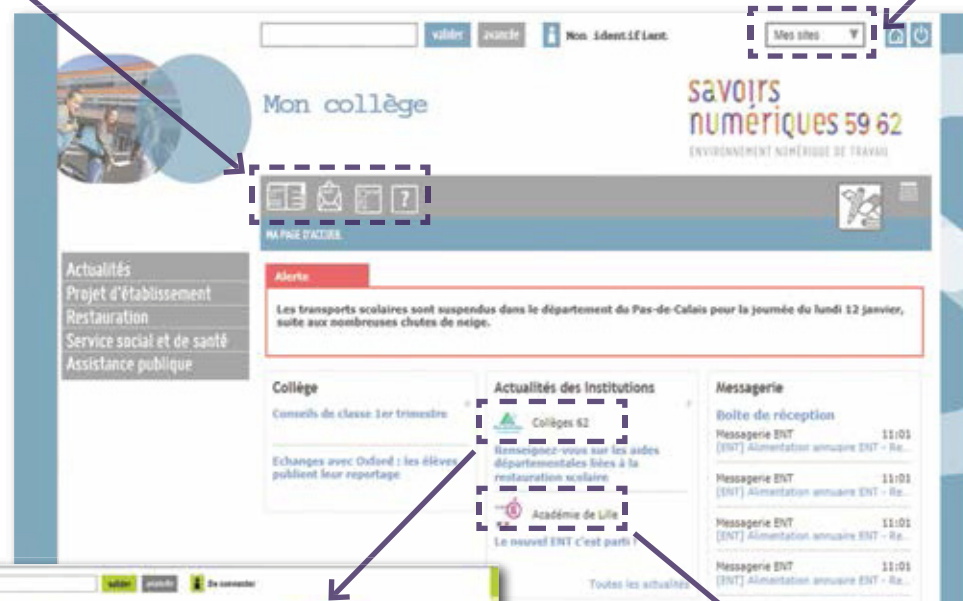 valider avancée Mon identifiant Mes sites
Mon collège
savoirs
numériques 59 62
ENVIRONNEMENT NUMÉRIQUE DE TRAVAIL
?
MA PAGE D'ACCUEIL
Actualités
Projet d'établissement
Restauration
Service social et de santé
Assistance publique
Alerte
Les transports scolaires sont suspendus dans le département du Pas-de-Calais pour la journée du lundi 12 janvier,
suite aux nombreuses chutes de neige.
Collège
Conseils de classe 1er trimestre
Echanges avec Oxford : les élèves
publient leur reportage
Actualités des Institutions
Collèges 62
Renseignez-vous sur les aides
départementales liées à la
restauration scolaire
Académie de Lille
Le nouvel ENT c'est parti !
Toutes les actualités
Messagerie
Boîte de réception
Messagerie ENT 11:01
[ENT] Alimentation annuaire ENT - Re...
Messagerie ENT 11:01
[ENT] Alimentation annuaire ENT - Re...
Messagerie ENT 11:01
[ENT] Alimentation annuaire ENT - Re...
Messagerie ENT 11:01
[ENT] Alimentation annuaire ENT - Re...
valider avancée Se connecter